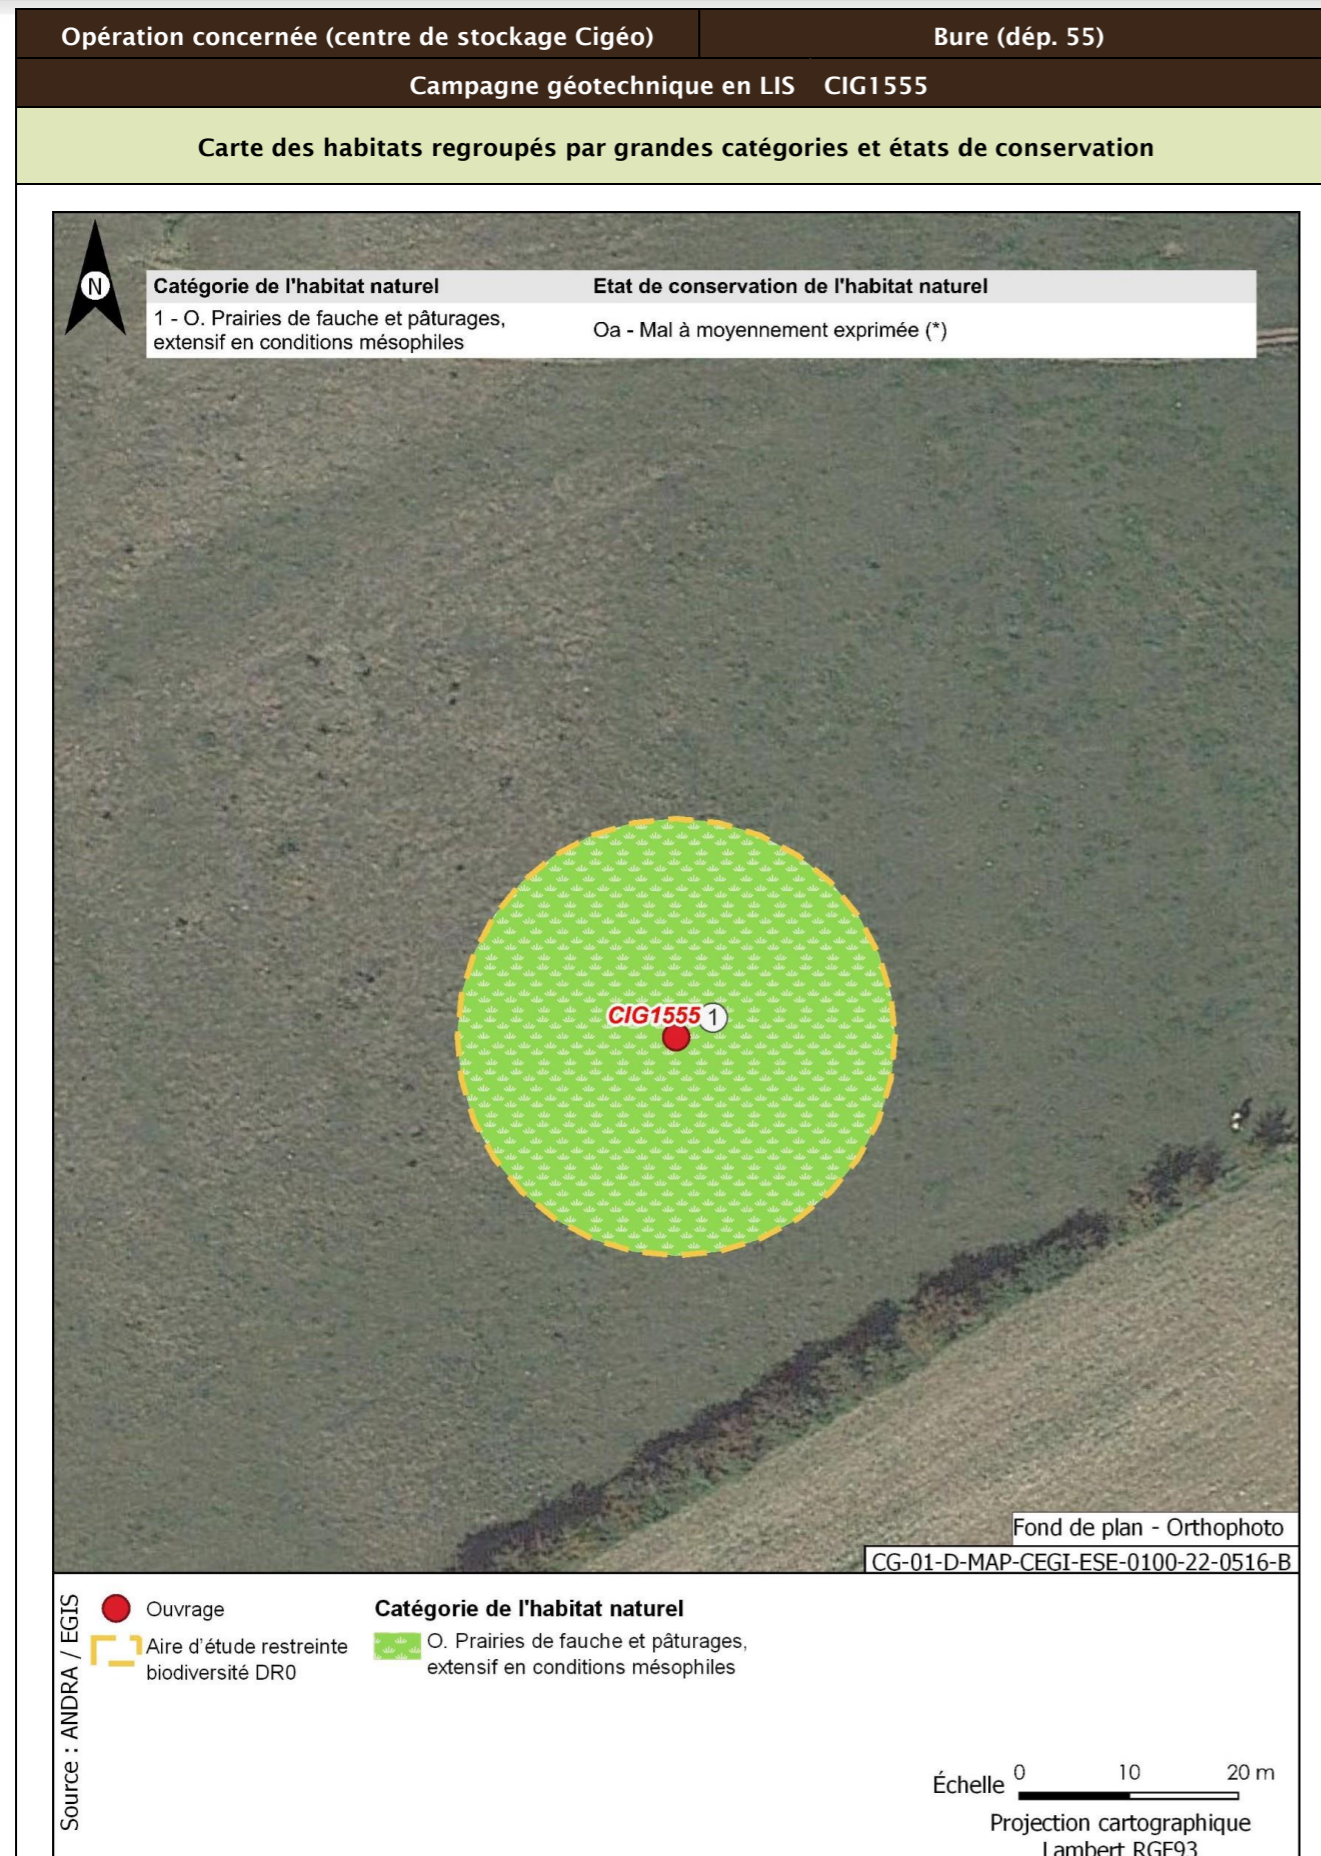 Opération concernée (centre de stockage Cigéo) Bure (dép. 55)
Campagne géotechnique en LIS CIG1555
Carte des habitats regroupés par grandes catégories et états de conservation
N
Catégorie de l'habitat naturel Etat de conservation de l'habitat naturel
1 - O. Prairies de fauche et pâturages,
extensif en conditions mésophiles
Oa - Mal à moyennement exprimée (*)
CIG1555 1
Fond de plan - Orthophoto
CG-01-D-MAP-CEGI-ESE-0100-22-0516-B
Source : ANDRA / EGIS
Ouvrage
Aire d'étude restreinte
biodiversité DR0
Catégorie de l'habitat naturel
O. Prairies de fauche et pâturages,
extensif en conditions mésophiles
Échelle 0 10 20 m
Projection cartographique
Lambert RGF93